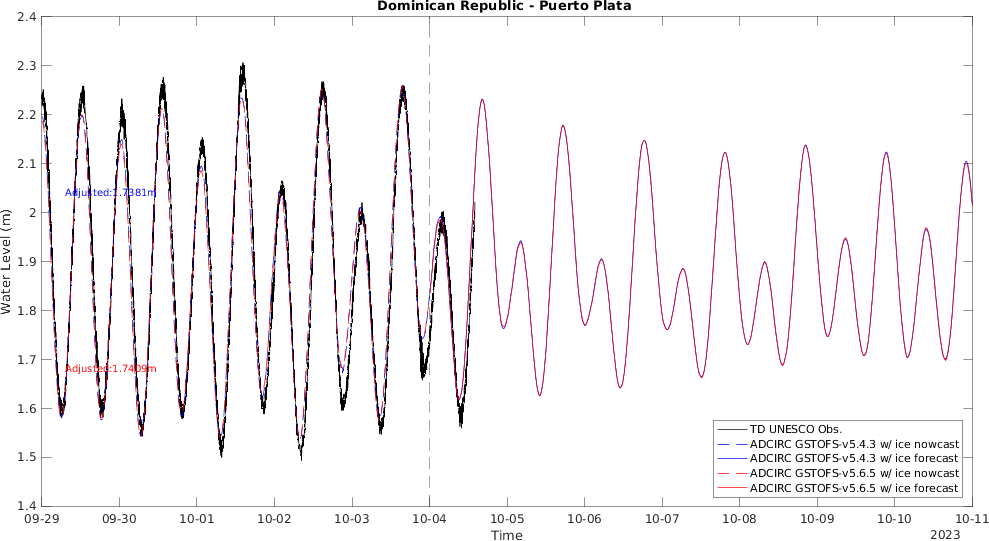 Dominican Republic - Puerto Plata
2.4
2.3
2.2
2.1
2
1.9
1.8
1.7
1.6
1.5
1.4
Water Level (m)
Adjusted:1.7381m
Adjusted:1.7409m
TD UNESCO Obs.
ADCIRC GSTOFS-v5.4.3 w/ ice nowcast
ADCIRC GSTOFS-v5.4.3 w/ ice forecast
ADCIRC GSTOFS-v5.6.5 w/ ice nowcast
ADCIRC GSTOFS-v5.6.5 w/ ice forecast
09-29 09-30 10-01 10-02 10-03 10-04 10-05 10-06 10-07 10-08 10-09 10-10 10-11
Time
2023